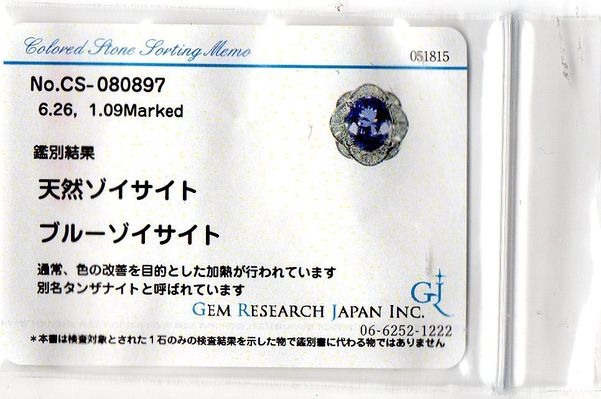 Colored Stone Sorting Memo
051815
No.CS-080897
6.26, 1.09Marked
鑑別結果
天然ゾイサイト
ブルーゾイサイト
通常、色の改善を目的とした加熱が行われています
別名タンザナイトと呼ばれています
GJ
GEM RESEARCH JAPAN INC.
06-6252-1222
*本書は検査対象とされた1石のみの検査結果を示した物で鑑別書に代わる物ではありません